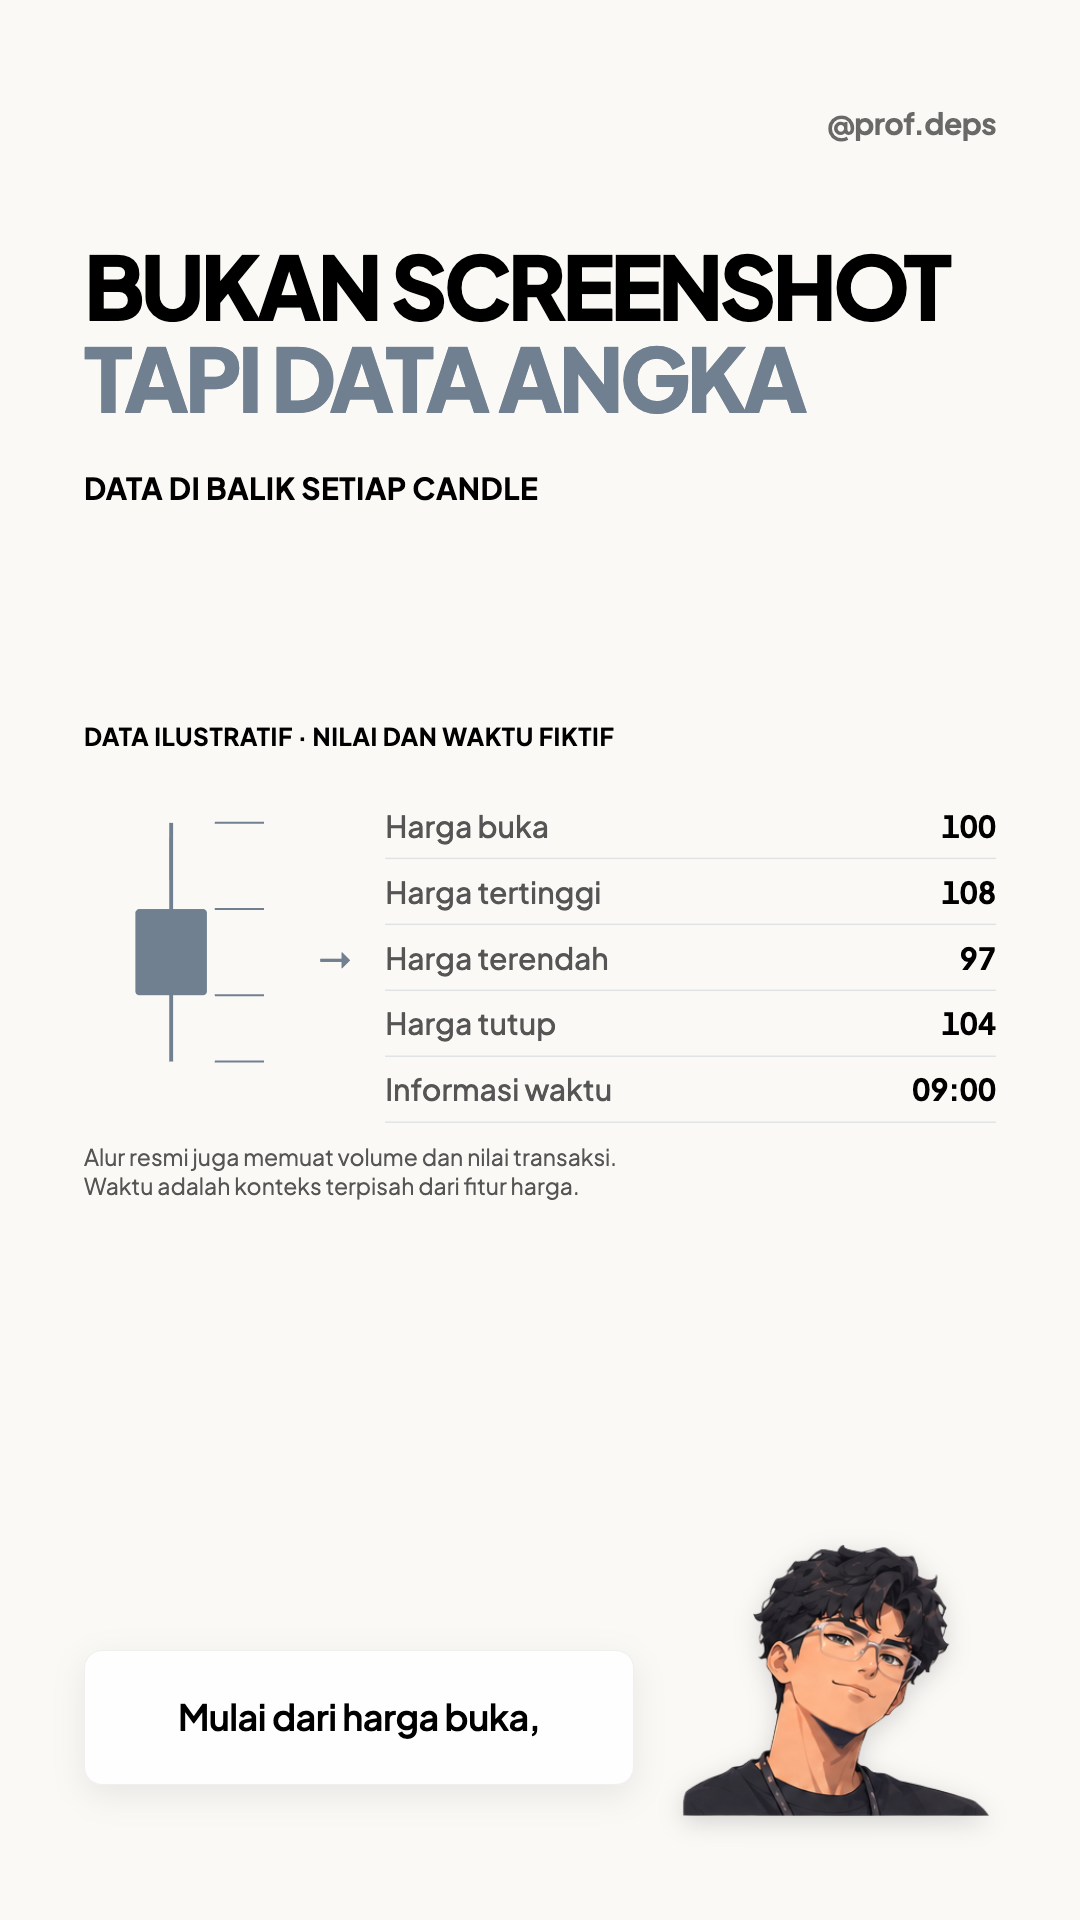 @prof.deps
BUKAN SCREENSHOT
TAPI DATA ANGKA
DATA DI BALIK SETIAP CANDLE
DATA ILUSTRATIF · NILAI DAN WAKTU FIKTIF
Harga buka 100
Harga tertinggi 108
→ Harga terendah 97
Harga tutup 104
Informasi waktu 09:00
Alur resmi juga memuat volume dan nilai transaksi.
Waktu adalah konteks terpisah dari fitur harga.
Mulai dari harga buka,